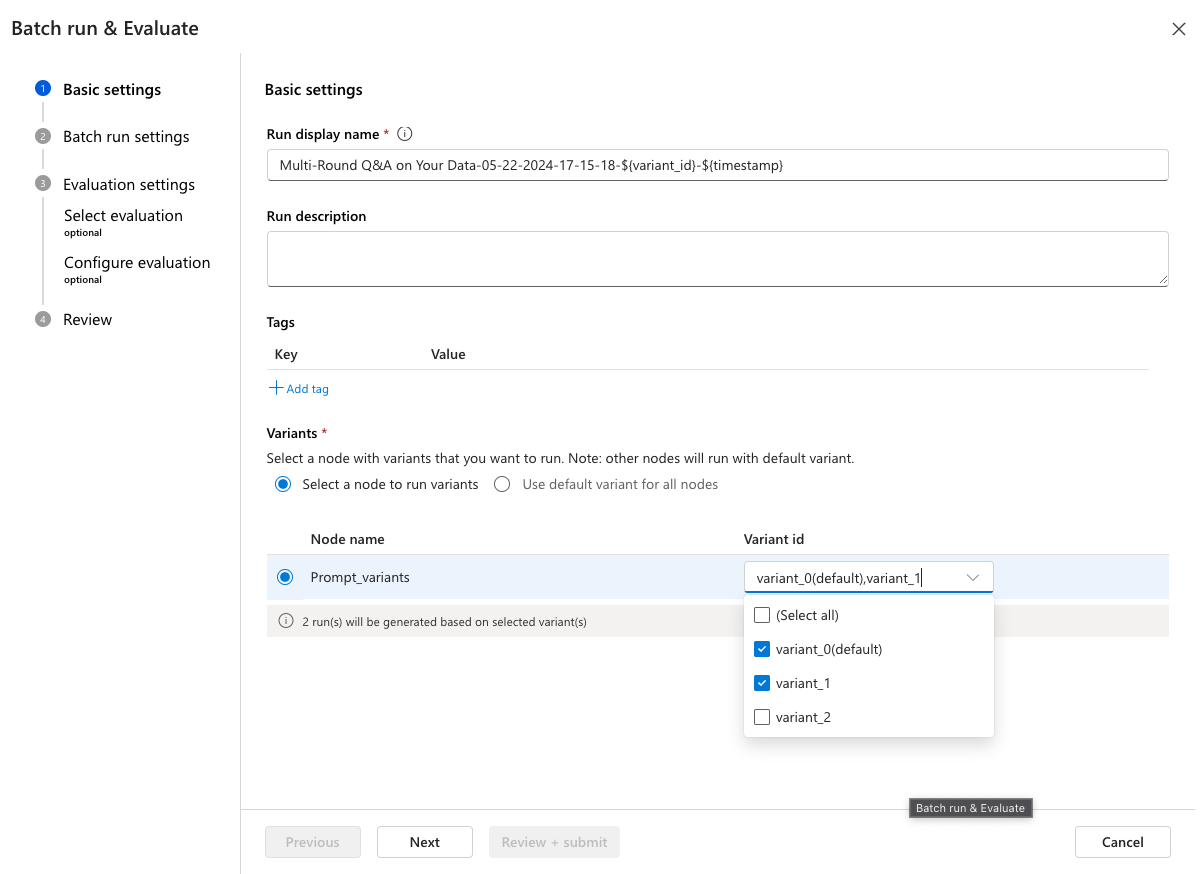 Batch run & Evaluate
1 Basic settings
2 Batch run settings
3 Evaluation settings
Select evaluation
optional
Configure evaluation
optional
4 Review
Basic settings
Run display name *
Multi-Round Q&A on Your Data-05-22-2024-17-15-18-${variant_id}-${timestamp}
Run description
Tags
Key Value
Add tag
Variants *
Select a node with variants that you want to run. Note: other nodes will run with default variant.
Select a node to run variants Use default variant for all nodes
Node name Variant id
Prompt_variants variant_0(default),variant_1
2 run(s) will be generated based on selected variant(s)
(Select all)
variant_0(default)
variant_1
variant_2
Batch run & Evaluate
Previous Next Review + submit Cancel